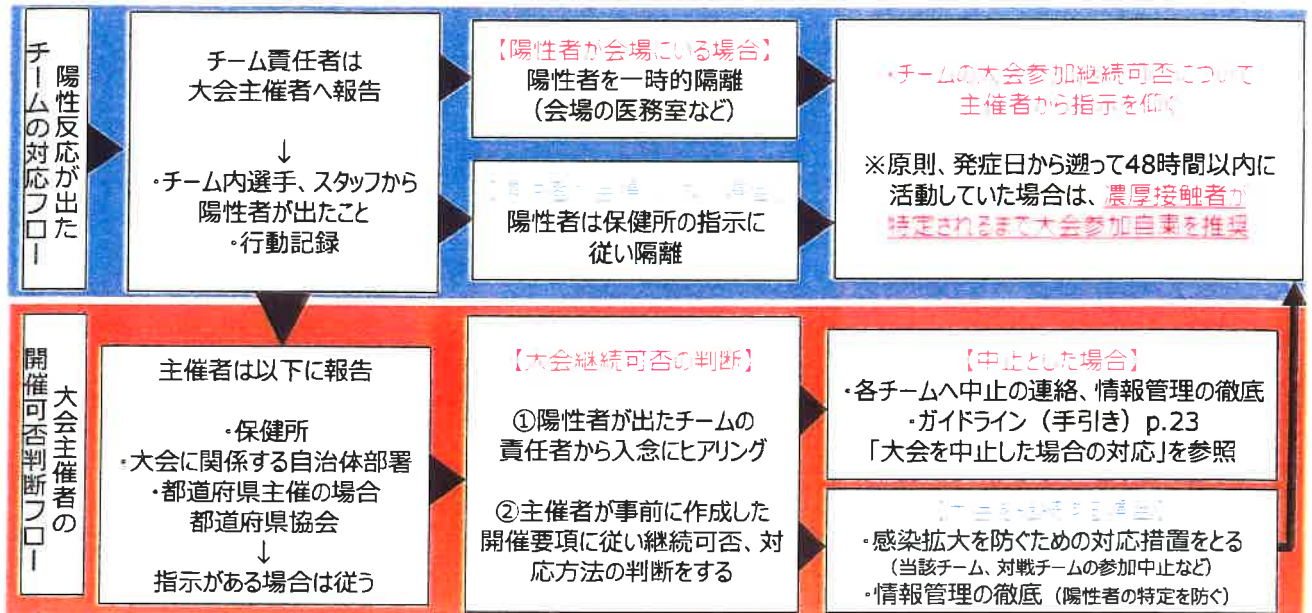 陽性反応が出た
チームの対応フロー
チーム責任者は
大会主催者へ報告
↓
・チーム内選手、スタッフから
陽性者が出たこと
・行動記録
【陽性者が会場にいる場合】
陽性者を一時的隔離
(会場の医務室など)
陽性者は保健所の指示に
従い隔離
・チームの大会参加継続可否について
主催者から指示を仰ぐ
※原則、発症日から遡って48時間以内に
活動していた場合は、濃厚接触者が
特定されるまで大会参加自粛を推奨
大会主催者の
開催可否判断フロー
主催者は以下に報告
・保健所
・大会に関係する自治体部署
・都道府県主催の場合
都道府県協会
↓
指示がある場合は従う
【大会継続可否の判断】
①陽性者が出たチームの
責任者から入念にヒアリング
②主催者が事前に作成した
開催要項に従い継続可否、対
応方法の判断をする
【中止とした場合】
・各チームへ中止の連絡、情報管理の徹底
・ガイドライン(手引き)p.23
「大会を中止した場合の対応」を参照
・感染拡大を防ぐための対応措置をとる
(当該チーム、対戦チームの参加中止など)
・情報管理の徹底(陽性者の特定を防ぐ)